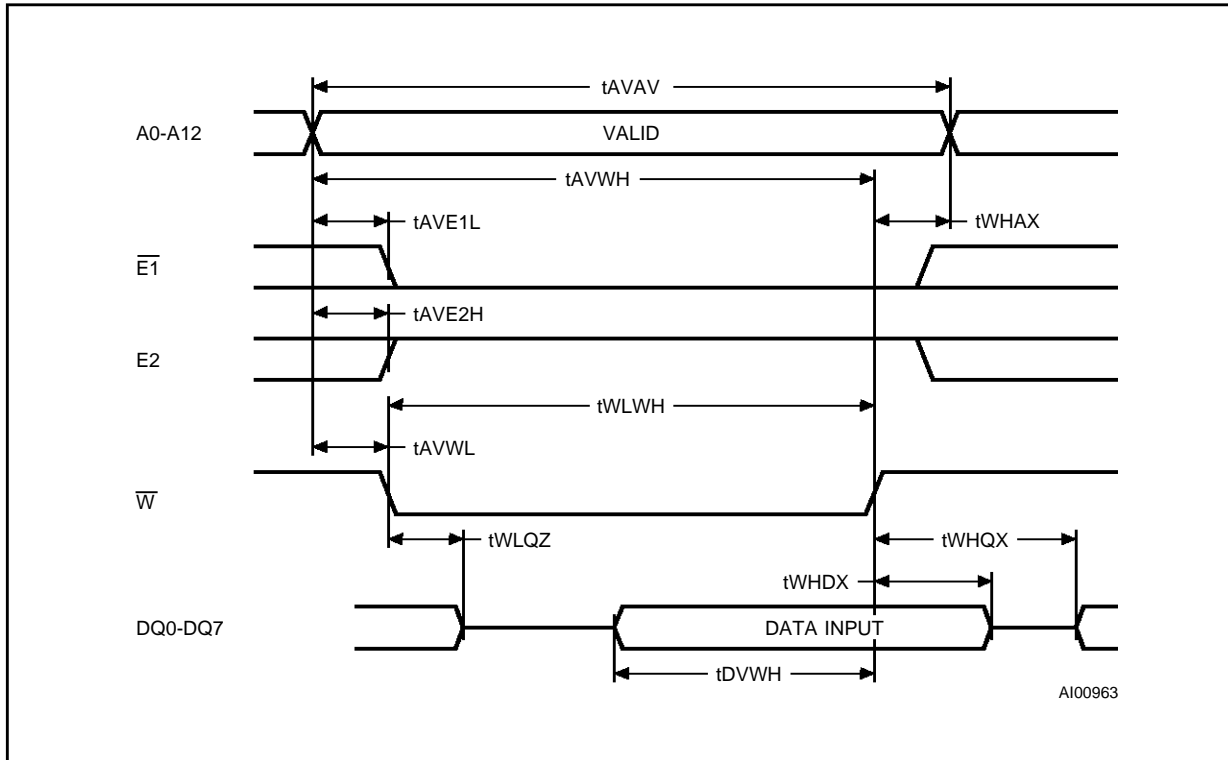 tAVAV
A0-A12
VALID
tAVWH
tAVE1L
tWHAX
E1
tAVE2H
E2
tWLWH
tAVWL
W
tWLQZ
tWHQX
tWHDX
DQ0-DQ7
DATA INPUT
tDVWH
AI00963